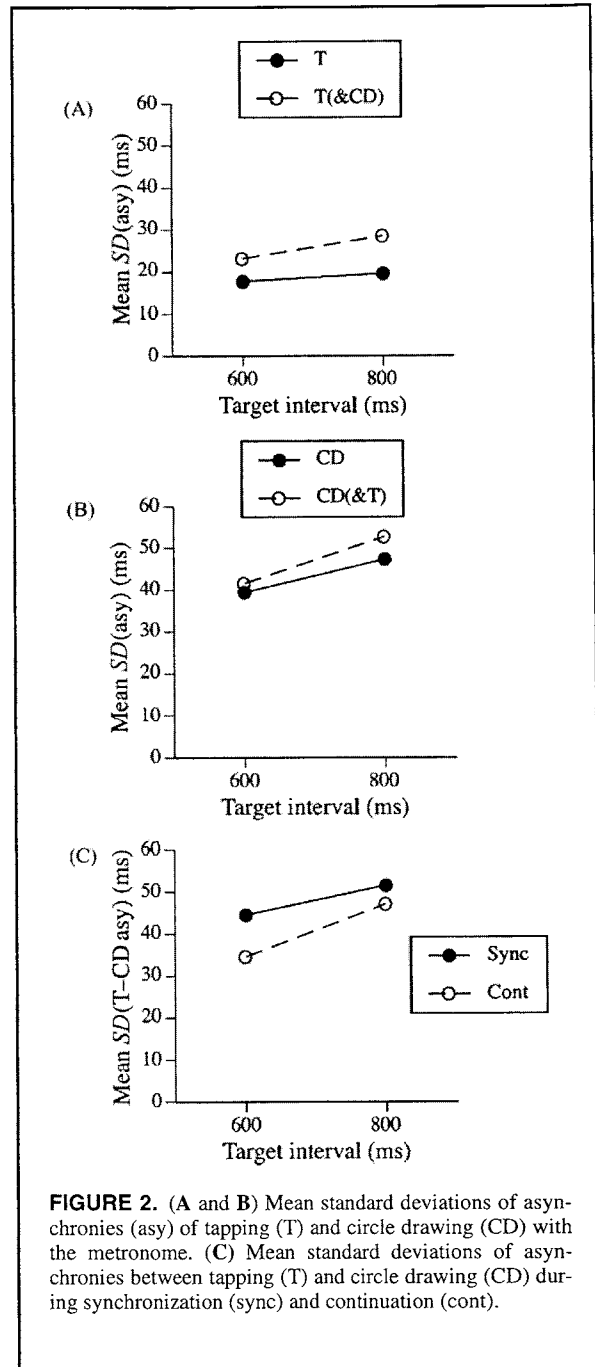 T
T(&CD)
(A)
60
50
40
30
20
10
0
Mean SD(asy) (ms)
600 800
Target interval (ms)
CD
CD(&T)
(B)
60
50
40
30
20
10
0
Mean SD(asy) (ms)
600 800
Target interval (ms)
(C)
60
50
40
30
20
10
0
Mean SD(T–CD asy) (ms)
Sync
Cont
600 800
Target interval (ms)
FIGURE 2. (A and B) Mean standard deviations of asyn-
chronies (asy) of tapping (T) and circle drawing (CD) with
the metronome. (C) Mean standard deviations of asyn-
chronies between tapping (T) and circle drawing (CD) dur-
ing synchronization (sync) and continuation (cont).